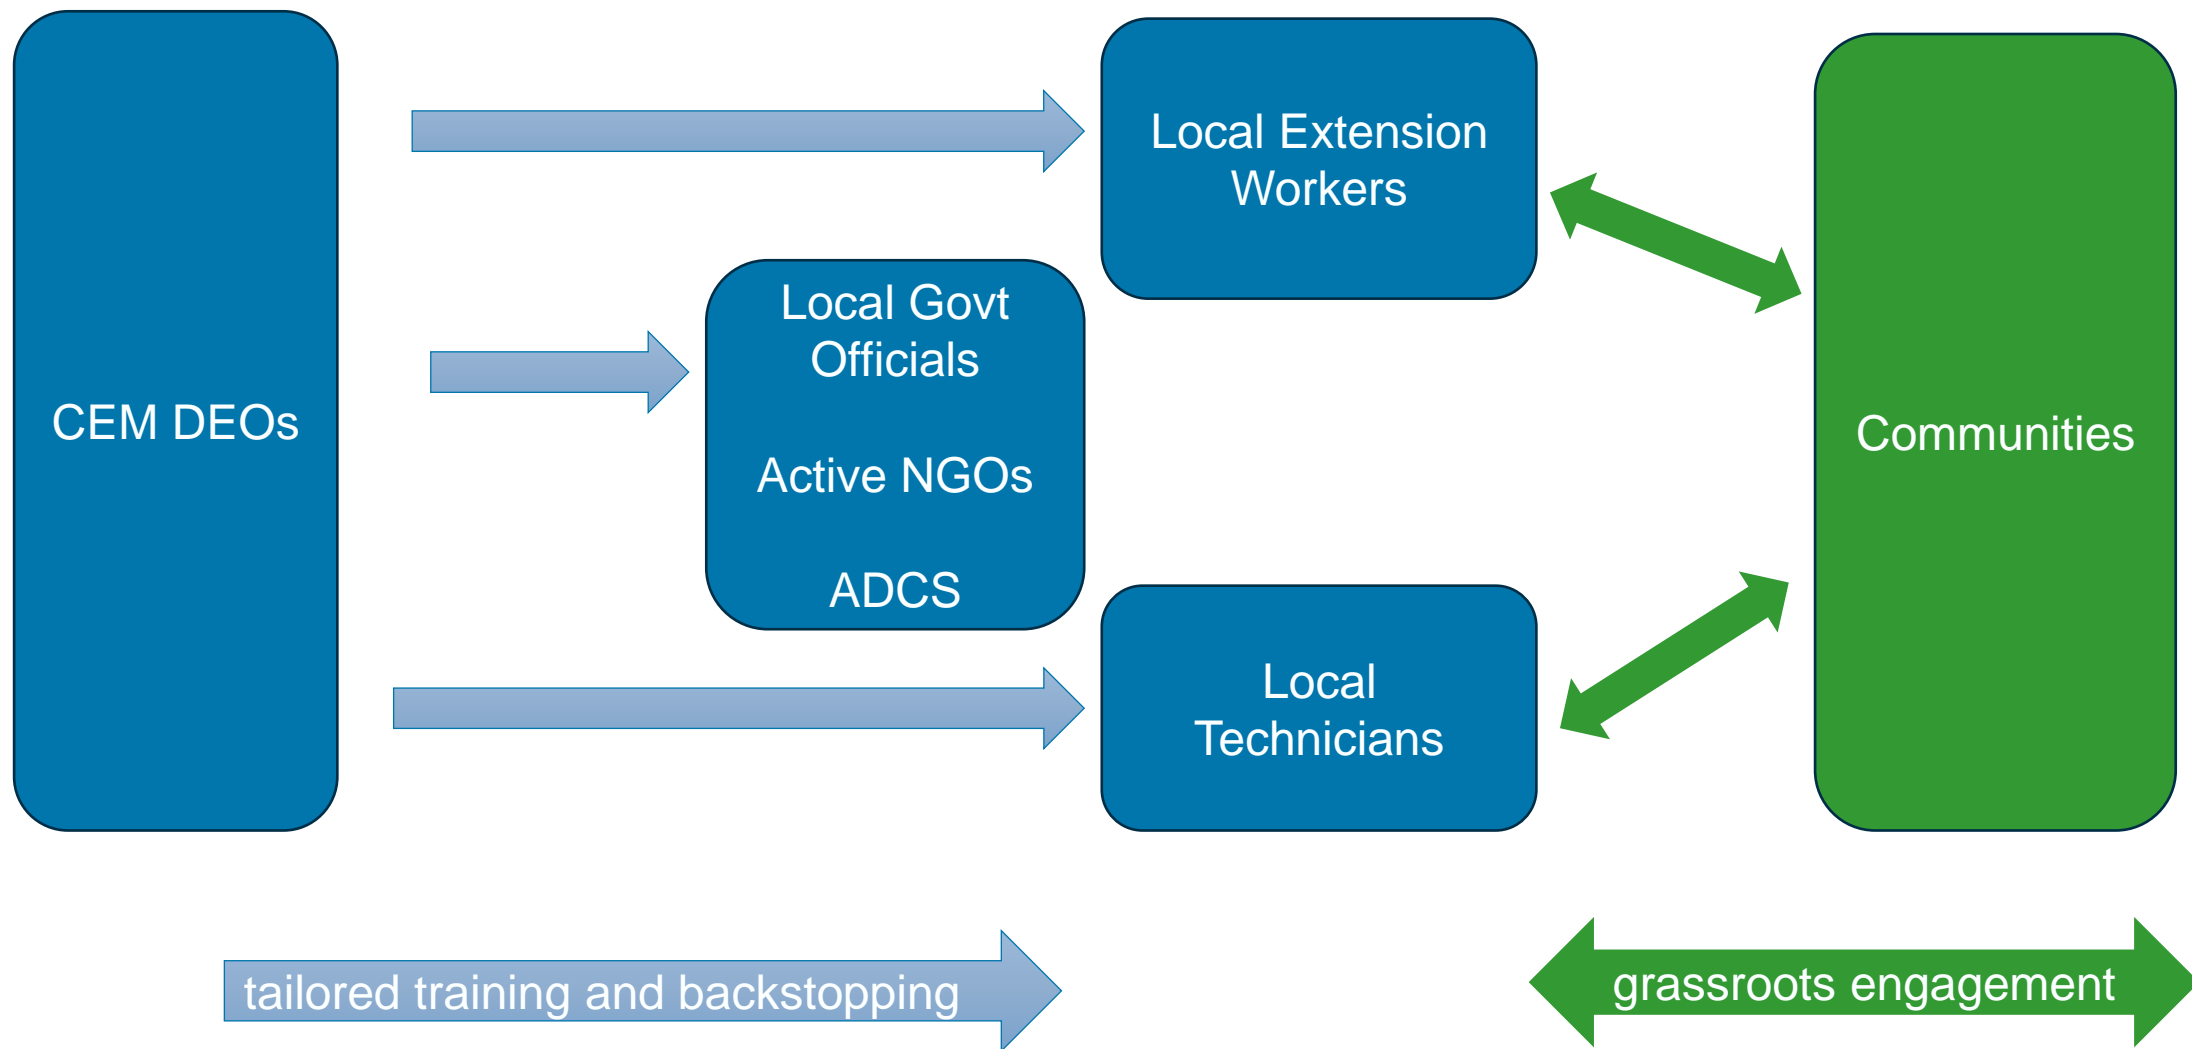 CEM DEOs
Local Extension
Workers
Local Govt
Officials
Active NGOs
ADCS
Local
Technicians
Communities
tailored training and backstopping
grassroots engagement